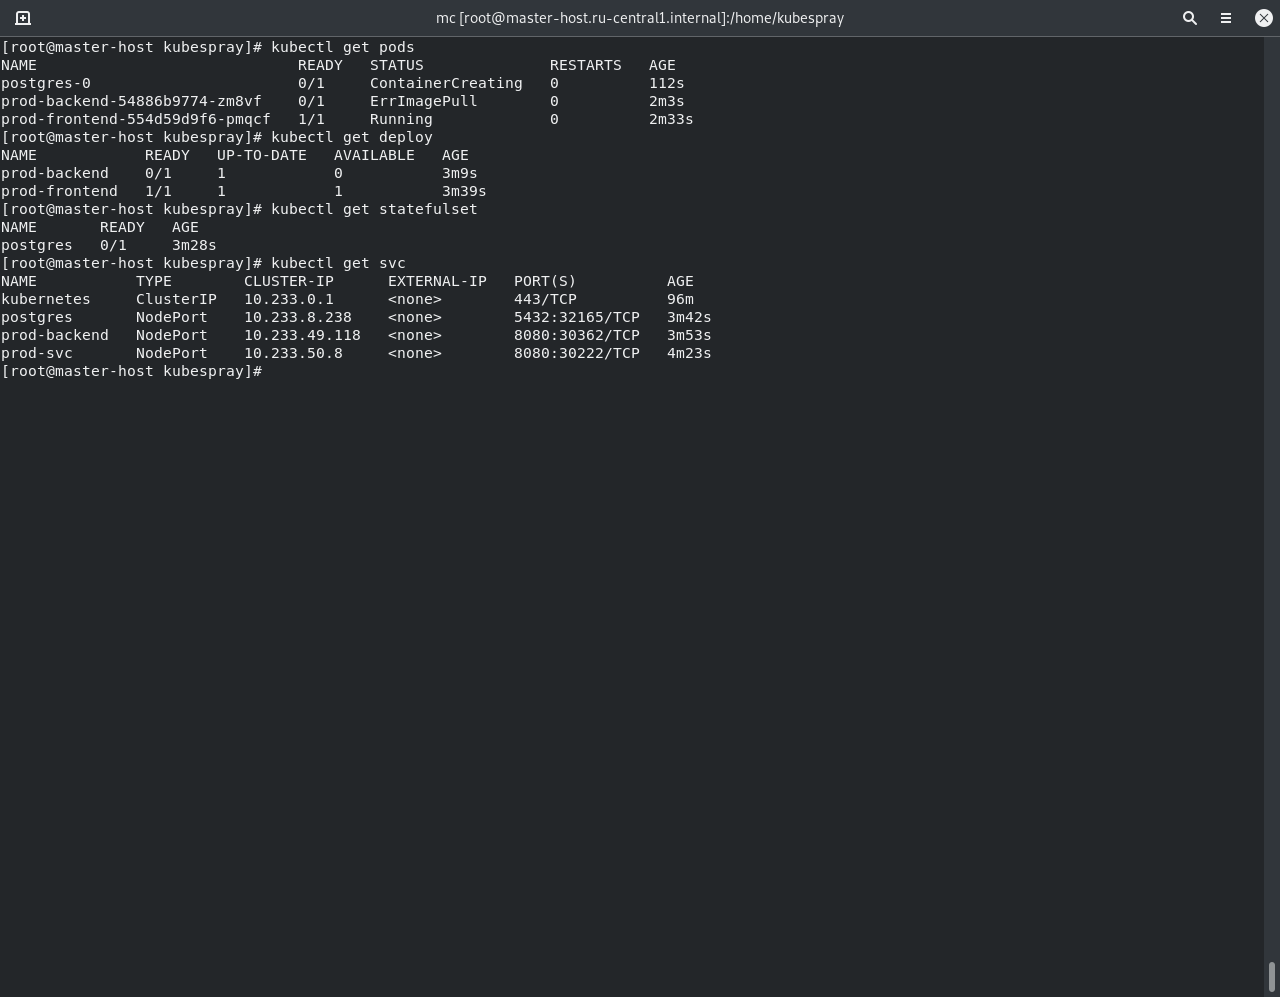 mc [root@master-host.ru-central1.internal]:/home/kubespray
[root@master-host kubespray]# kubectl get pods
NAME                             READY   STATUS              RESTARTS   AGE
postgres-0                       0/1     ContainerCreating   0          112s
prod-backend-54886b9774-zm8vf    0/1     ErrImagePull        0          2m3s
prod-frontend-554d59d9f6-pmqcf   1/1     Running             0          2m33s
[root@master-host kubespray]# kubectl get deploy
NAME            READY   UP-TO-DATE   AVAILABLE   AGE
prod-backend    0/1     1            0           3m9s
prod-frontend   1/1     1            1           3m39s
[root@master-host kubespray]# kubectl get statefulset
NAME       READY   AGE
postgres   0/1     3m28s
[root@master-host kubespray]# kubectl get svc
NAME           TYPE        CLUSTER-IP      EXTERNAL-IP   PORT(S)          AGE
kubernetes     ClusterIP   10.233.0.1      <none>        443/TCP          96m
postgres       NodePort    10.233.8.238    <none>        5432:32165/TCP   3m42s
prod-backend   NodePort    10.233.49.118   <none>        8080:30362/TCP   3m53s
prod-svc       NodePort    10.233.50.8     <none>        8080:30222/TCP   4m23s
[root@master-host kubespray]#